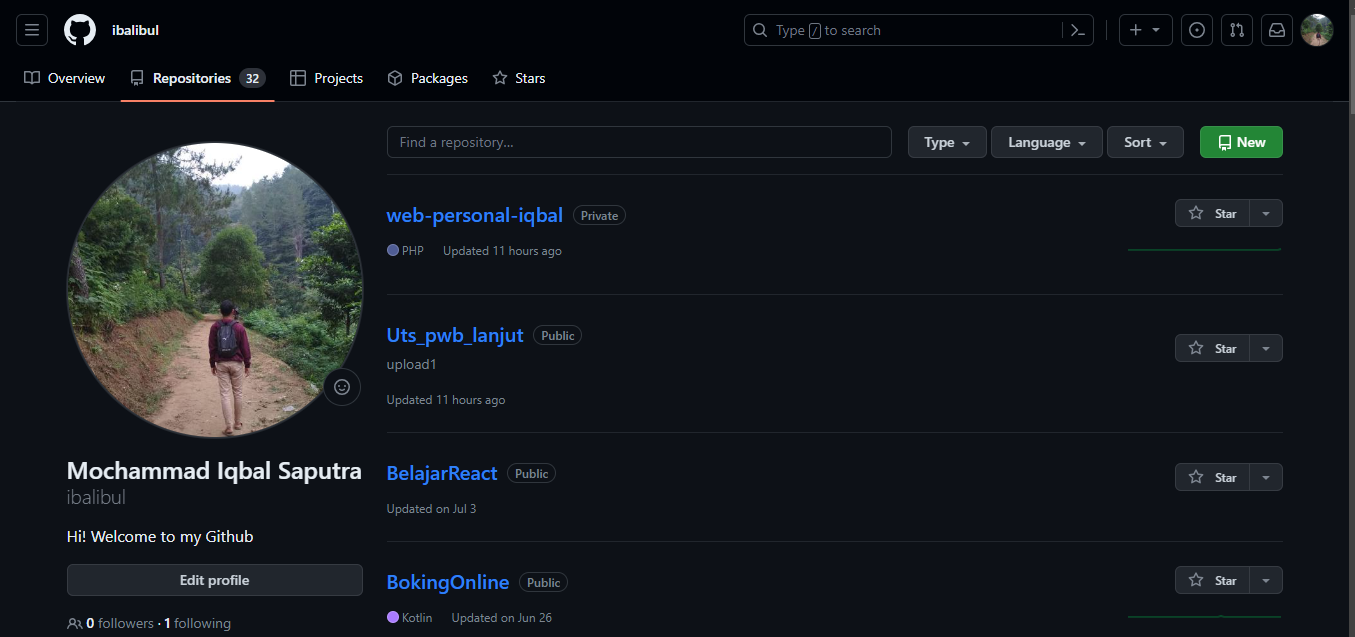 ibalibul
Type / to search
Overview
Repositories 32
Projects
Packages
Stars
Find a repository...
Type
Language
Sort
New
web-personal-iqbal Private
Star
PHP Updated 11 hours ago
Uts_pwb_lanjut Public
Star
upload1
Updated 11 hours ago
Mochammad Iqbal Saputra
ibalibul
Hi! Welcome to my Github
Edit profile
0 followers · 1 following
BelajarReact Public
Star
Updated on Jul 3
BokingOnline Public
Star
Kotlin Updated on Jun 26